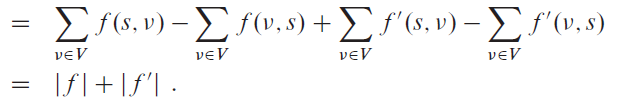 = ∑_{v∈V} f(s, v) − ∑_{v∈V} f(v, s) + ∑_{v∈V} f′(s, v) − ∑_{v∈V} f′(v, s)
= |f| + |f′| .